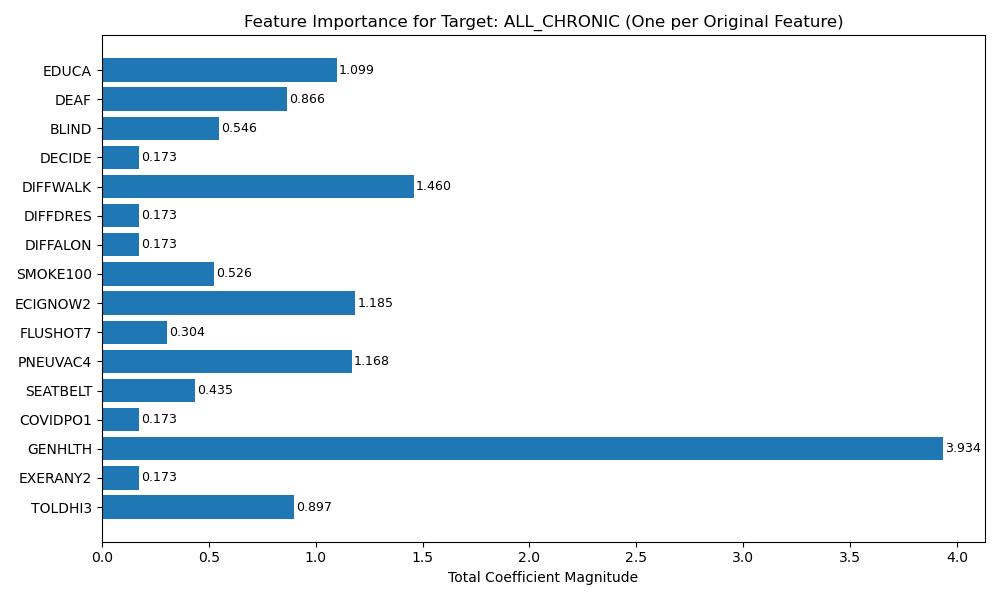 Feature Importance for Target: ALL_CHRONIC (One per Original Feature)
EDUCA 1.099
DEAF 0.866
BLIND 0.546
DECIDE 0.173
DIFFWALK 1.460
DIFFDRES 0.173
DIFFALON 0.173
SMOKE100 0.526
ECIGNOW2 1.185
FLUSHOT7 0.304
PNEUVAC4 1.168
SEATBELT 0.435
COVIDPO1 0.173
GENHLTH 3.934
EXERANY2 0.173
TOLDHI3 0.897
0.0 0.5 1.0 1.5 2.0 2.5 3.0 3.5 4.0
Total Coefficient Magnitude